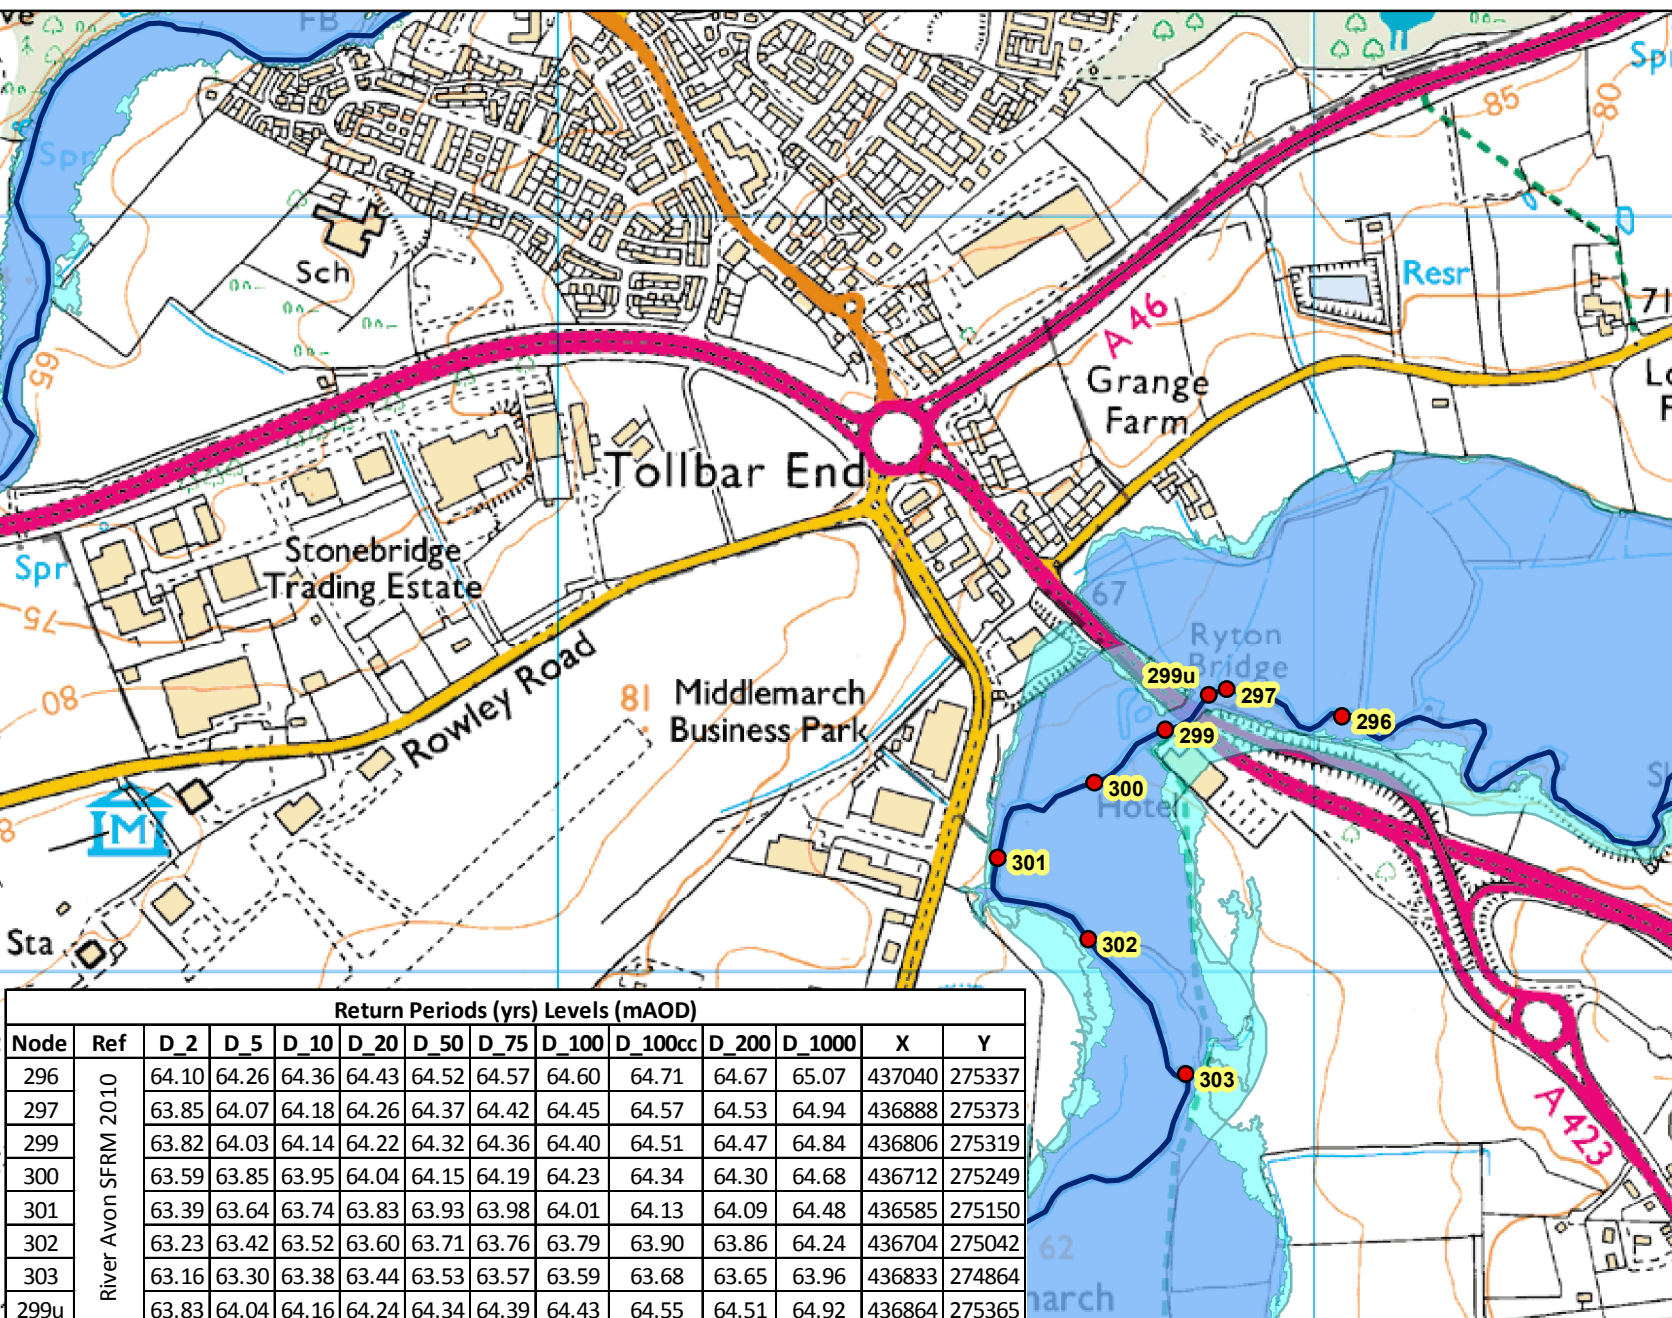 ve
FB
Spr
85
80
Spr
Sch
A 46
Resr
71
65
Grange
Farm
Tollbar End
Stonebridge
Trading Estate
Spr
75
67
Ryton
Bridge
299u
297
296
299
80
Rowley Road
81
Middlemarch
Business Park
300
Hotel
301
M
302
Sta
303
A 423
62
march
Return Periods (yrs) Levels (mAOD)
Node Ref D_2 D_5 D_10 D_20 D_50 D_75 D_100 D_100cc D_200 D_1000 X Y
River Avon SFRM 2010
296 64.10 64.26 64.36 64.43 64.52 64.57 64.60 64.71 64.67 65.07 437040 275337
297 63.85 64.07 64.18 64.26 64.37 64.42 64.45 64.57 64.53 64.94 436888 275373
299 63.82 64.03 64.14 64.22 64.32 64.36 64.40 64.51 64.47 64.84 436806 275319
300 63.59 63.85 63.95 64.04 64.15 64.19 64.23 64.34 64.30 64.68 436712 275249
301 63.39 63.64 63.74 63.83 63.93 63.98 64.01 64.13 64.09 64.48 436585 275150
302 63.23 63.42 63.52 63.60 63.71 63.76 63.79 63.90 63.86 64.24 436704 275042
303 63.16 63.30 63.38 63.44 63.53 63.57 63.59 63.68 63.65 63.96 436833 274864
299u 63.83 64.04 64.16 64.24 64.34 64.39 64.43 64.55 64.51 64.92 436864 275365